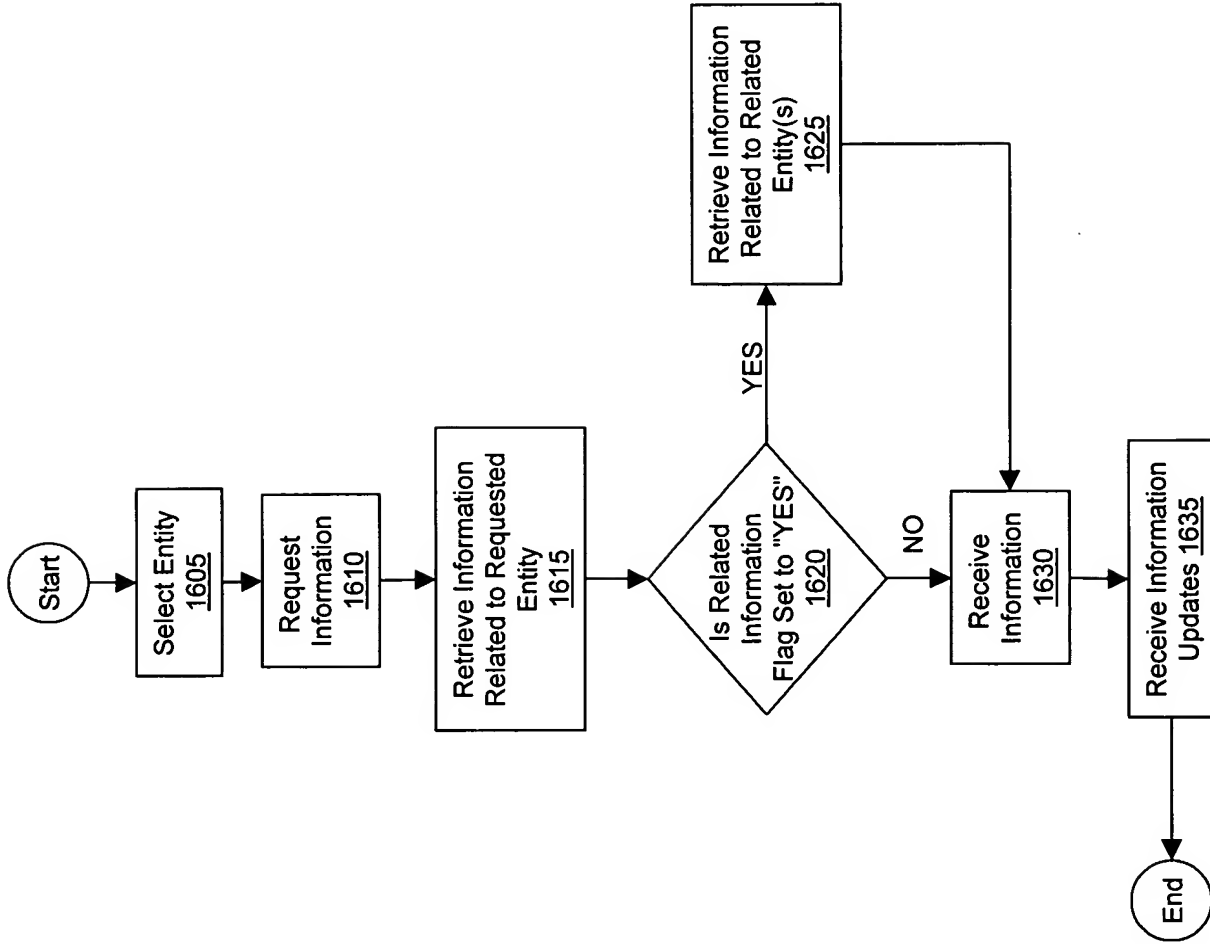 Start
Select Entity
1605
Request
Information
1610
Retrieve Information
Related to Requested
Entity
1615
Is Related
Information
Flag Set to "YES"
1620
YES
Retrieve Information
Related to Related
Entity(s)
1625
NO
Receive
Information
1630
Receive Information
Updates 1635
End